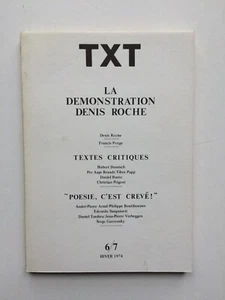 TXT
LA
DEMONSTRATION
DENIS ROCHE
Denis Roche
Francis Ponge
TEXTES CRITIQUES
Hubert Damisch
Per Aage Brandt/Tibor Papp
Daniel Busto
Christian Prigent
"POESIE, C'EST CREVÉ!"
André-Pierre Arnal/Philippe Boutibonnes
Edoardo Sanguineti
Daniel Tardieu/Jean-Pierre Verheggen
Serge Gavronsky
6/7
HIVER 1974